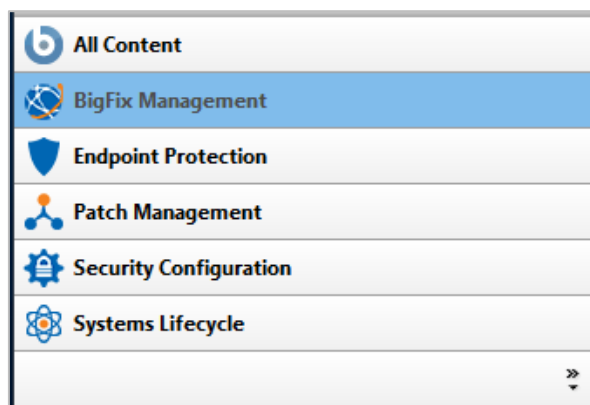 All Content
BigFix Management
Endpoint Protection
Patch Management
Security Configuration
Systems Lifecycle